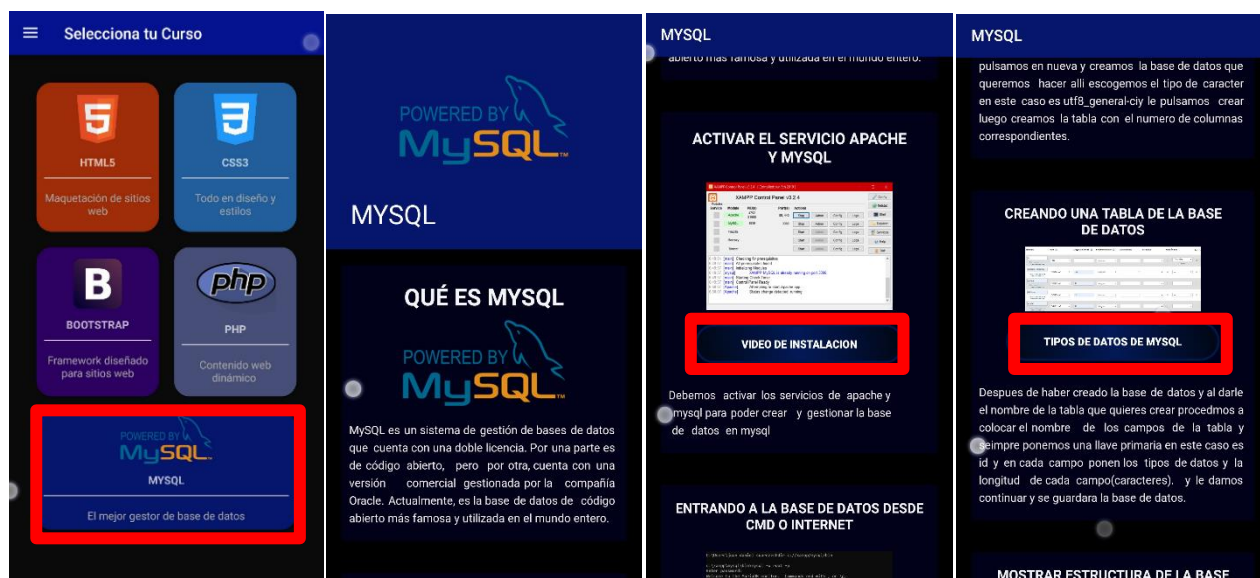 Selecciona tu Curso
HTML5
Maquetación de sitios
web
CSS3
Todo en diseño y
estilos
B
BOOTSTRAP
Framework diseñado
para sitios web
php
PHP
Contenido web
dinámico
POWERED BY
MySQL
MYSQL
El mejor gestor de base de datos
POWERED BY
MySQL
MYSQL
QUÉ ES MYSQL
POWERED BY
MySQL
MySQL es un sistema de gestión de bases de datos
que cuenta con una doble licencia. Por una parte es
de código abierto, pero por otra, cuenta con una
versión comercial gestionada por la compañía
Oracle. Actualmente, es la base de datos de código
abierto más famosa y utilizada en el mundo entero.
MYSQL
abierto más famosa y utilizada en el mundo entero.
ACTIVAR EL SERVICIO APACHE
Y MYSQL
XAMPP Control Panel v3.2.4
VIDEO DE INSTALACION
Debemos activar los servicios de apache y
mysql para poder crear y gestionar la base
de datos en mysql
ENTRANDO A LA BASE DE DATOS DESDE
CMD O INTERNET
MYSQL
pulsamos en nueva y creamos la base de datos que
queremos hacer alli escogemos el tipo de caracter
en este caso es utf8_general-ciy le pulsamos crear
luego creamos la tabla con el numero de columnas
correspondientes.
CREANDO UNA TABLA DE LA BASE
DE DATOS
TIPOS DE DATOS DE MYSQL
Despues de haber creado la base de datos y al darle
el nombre de la tabla que quieres crear procedmos a
colocar el nombre de los campos de la tabla y
seimpre ponemos una llave primaria en este caso es
id y en cada campo ponen los tipos de datos y la
longitud de cada campo(caracteres). y le damos
continuar y se guardara la base de datos.
MOSTRAR ESTRUCTURA DE LA BASE